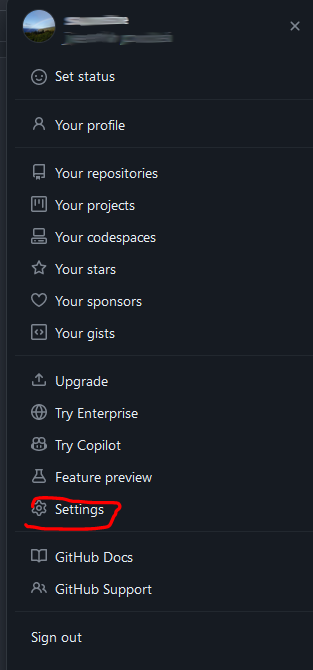 Set status
Your profile
Your repositories
Your projects
Your codespaces
Your stars
Your sponsors
Your gists
Upgrade
Try Enterprise
Try Copilot
Feature preview
Settings
GitHub Docs
GitHub Support
Sign out